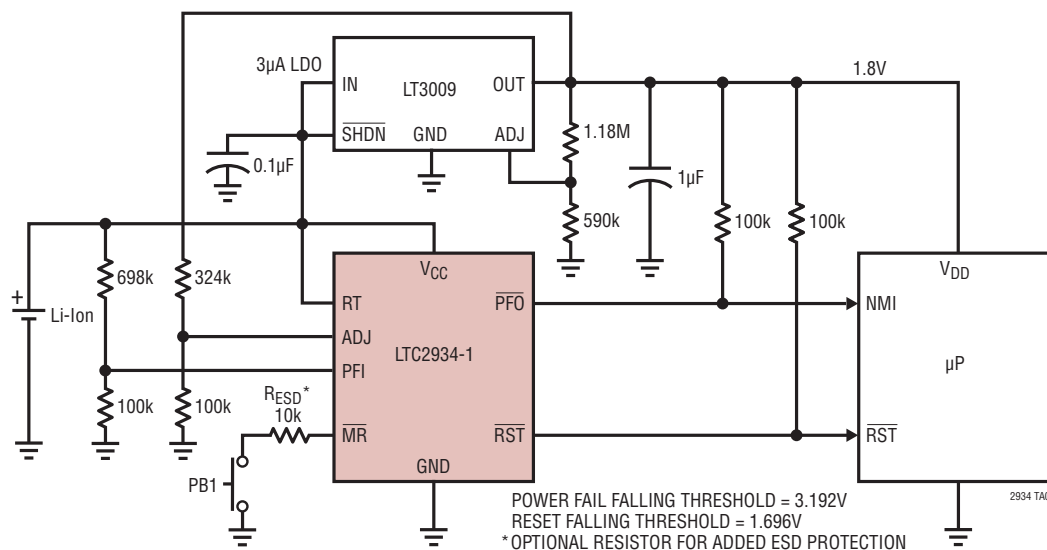 3µA LDO
IN
LT3009
OUT
1.8V
SHDN
GND
ADJ
1.18M
0.1µF
1µF
590k
100k
100k
698k
324k
VCC
VDD
Li-Ion
RT
PFO
NMI
ADJ
LTC2934-1
PFI
µP
100k
100k
RESD*
10k
MR
RST
RST
GND
PB1
POWER FAIL FALLING THRESHOLD = 3.192V
RESET FALLING THRESHOLD = 1.696V
*OPTIONAL RESISTOR FOR ADDED ESD PROTECTION
2934